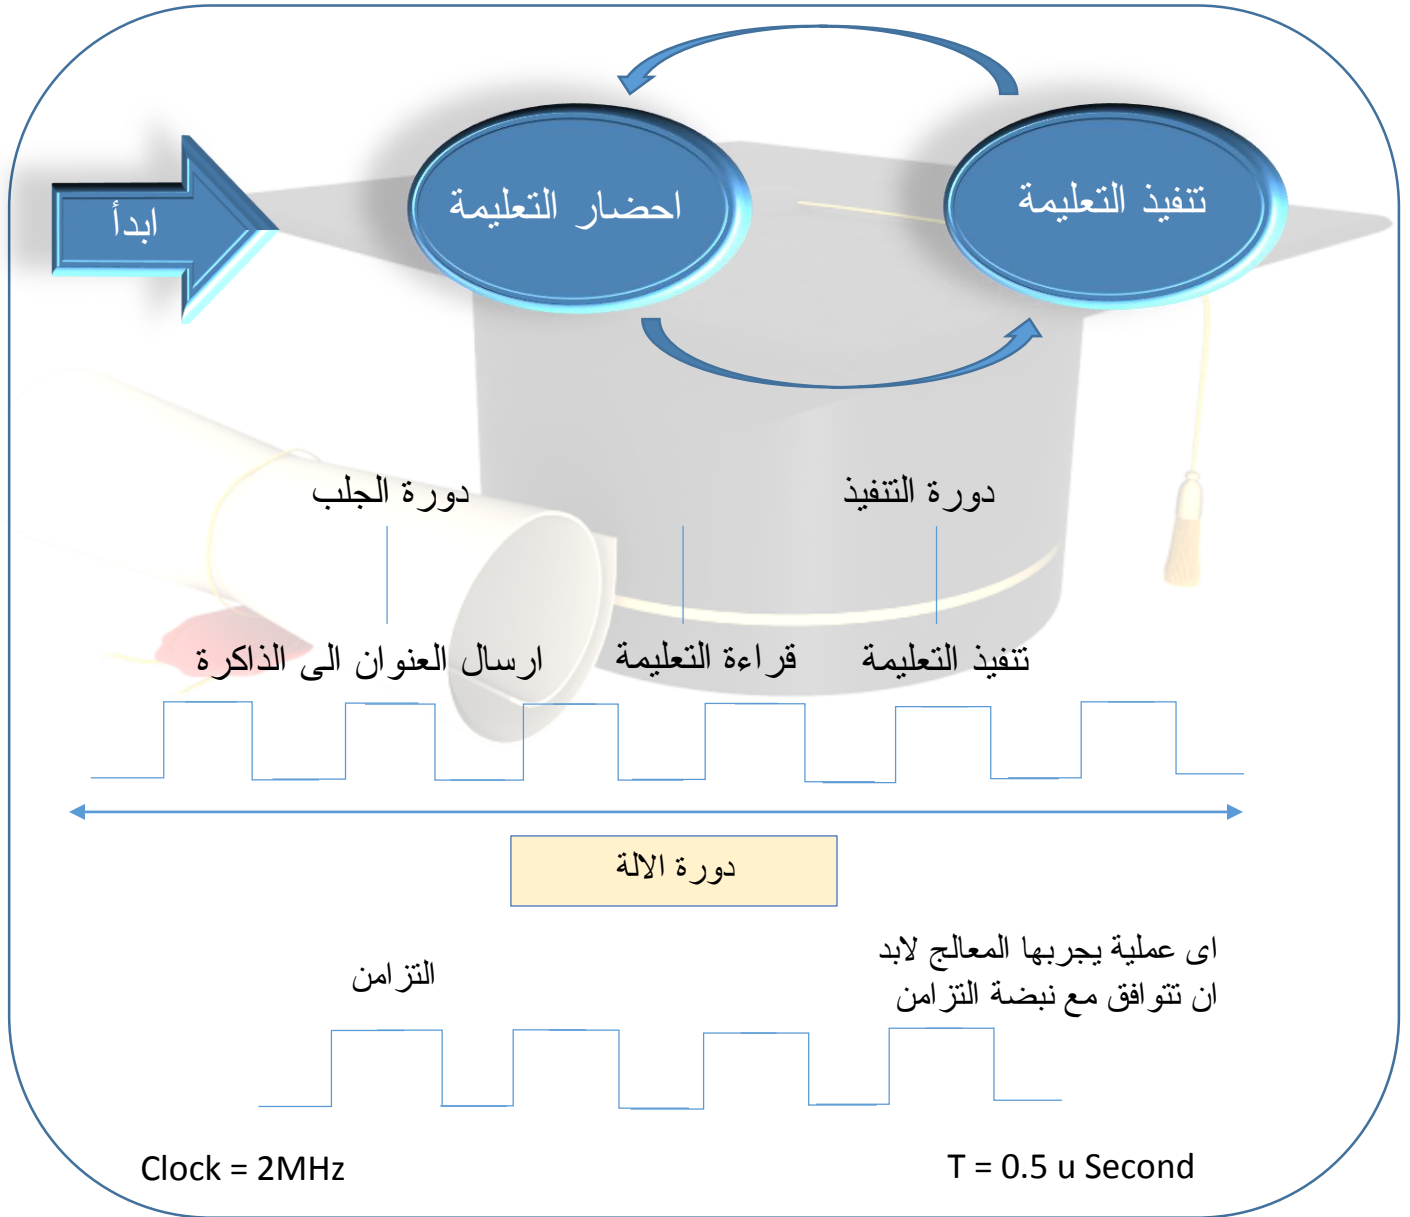 ابدأ
احضار التعليمة
تنفيذ التعليمة
دورة الجلب
دورة التنفيذ
ارسال العنوان الى الذاكرة
قراءة التعليمة
تنفيذ التعليمة
دورة الالة
التزامن
اى عملية يجربها المعالج لابد
ان تتوافق مع نبضة التزامن
Clock = 2MHz
T = 0.5 u Second